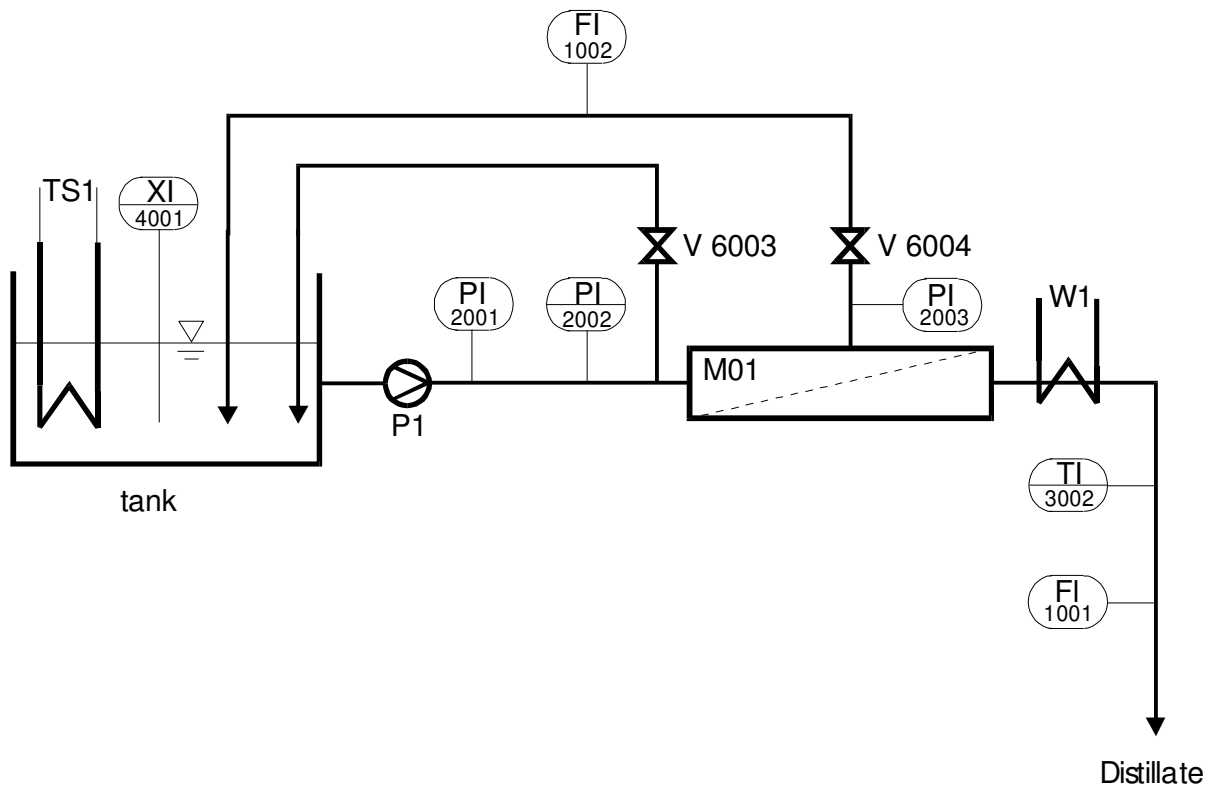 FI
1002
TS1
XI
4001
V 6003
V 6004
PI
2001
PI
2002
PI
2003
W1
M01
P1
TI
3002
tank
FI
1001
Distillate